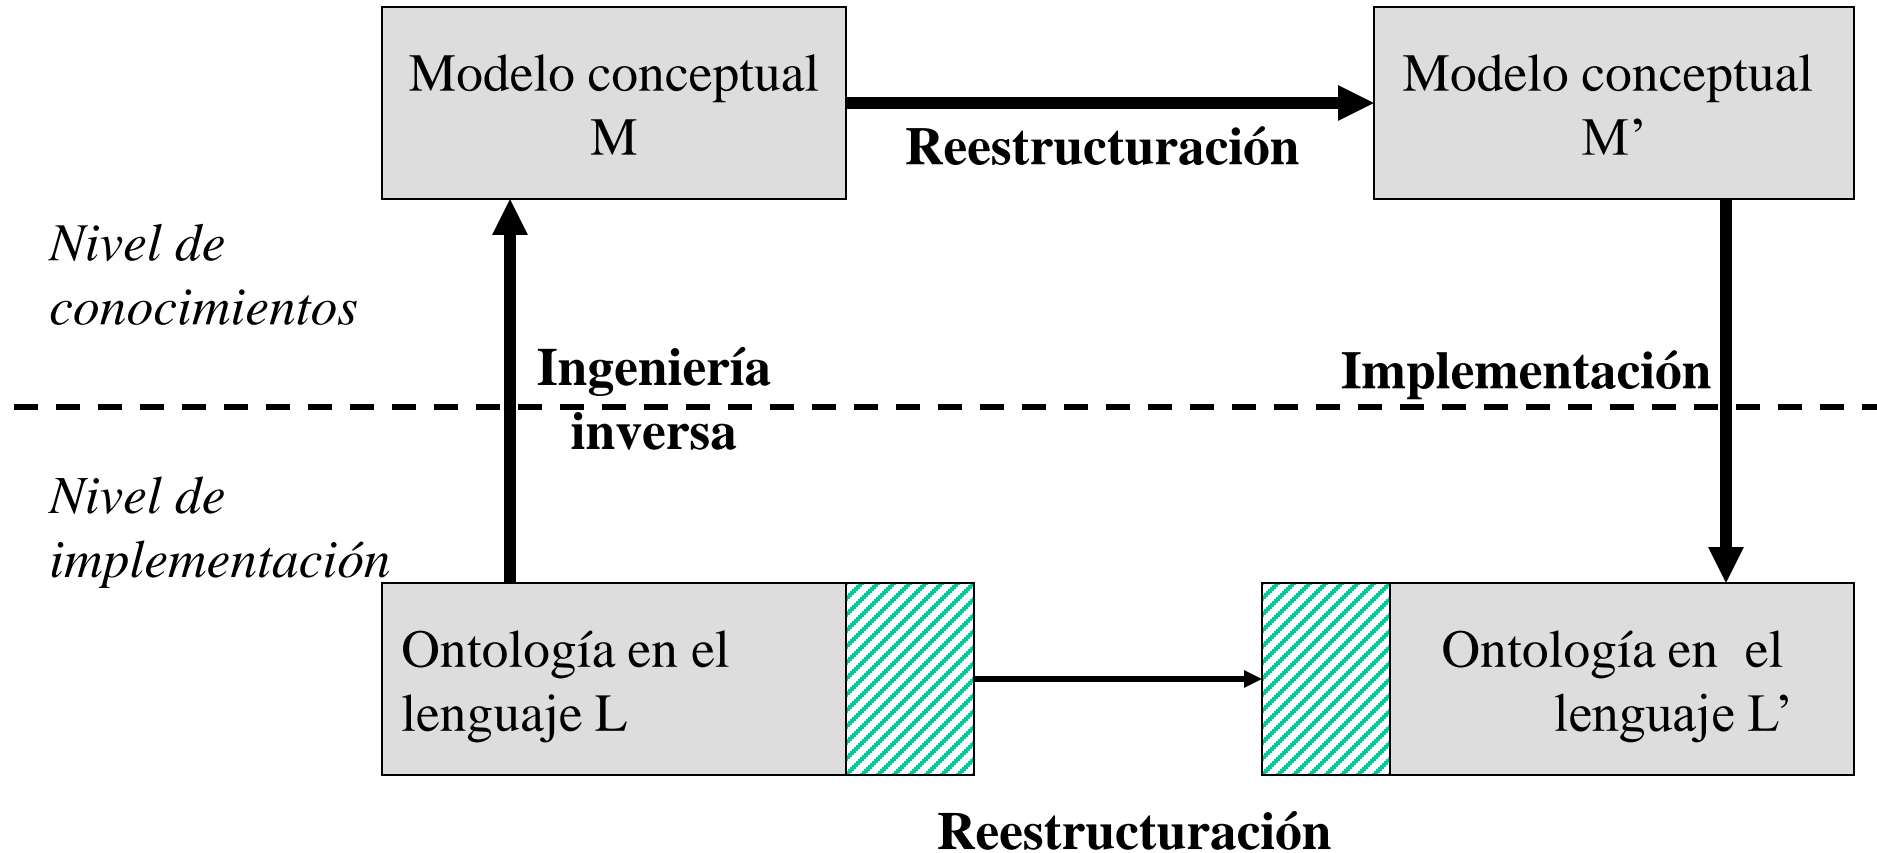 Modelo conceptual
M
Modelo conceptual
M’
Reestructuración
Nivel de
conocimientos
Ingeniería
inversa
Implementación
Nivel de
implementación
Ontología en el
lenguaje L
Ontología en  el
lenguaje L’
Reestructuración